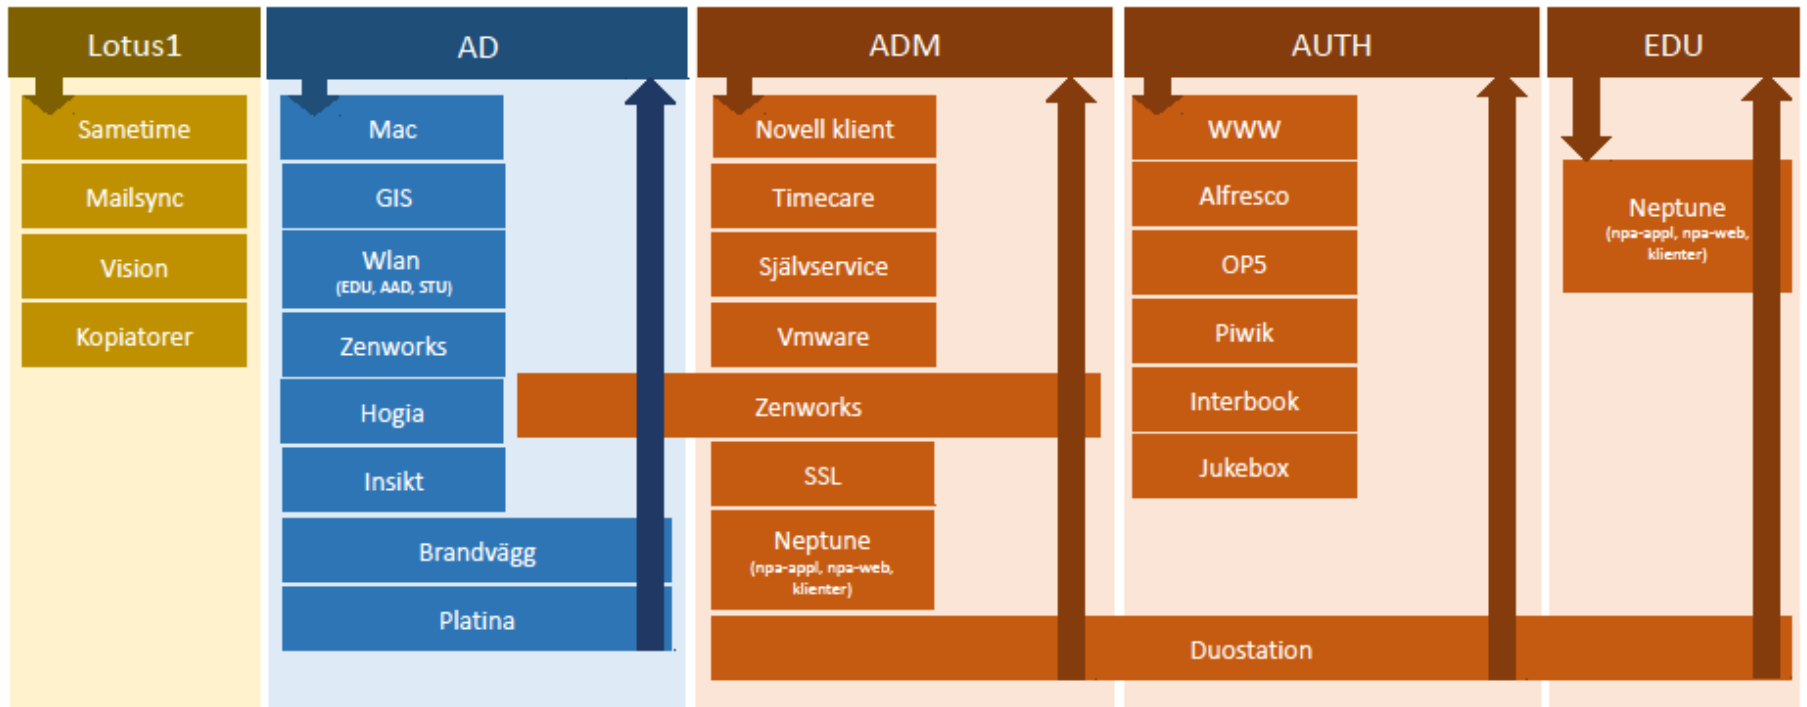 Lotus1
Sametime
Mailsync
Vision
Kopiatorer
AD
Mac
GIS
Wlan
(EDU, AAD, STU)
Zenworks
Hogia
Insikt
Brandvägg
Platina
ADM
Novell klient
Timecare
Självservice
Vmware
Zenworks
SSL
Neptune
(npa-appl, npa-web,
klienter)
Duostation
AUTH
WWW
Alfresco
OP5
Piwik
Interbook
Jukebox
EDU
Neptune
(npa-appl, npa-web,
klienter)